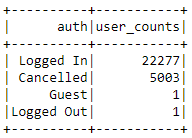 +----------+-----------+
|      auth|user_counts|
+----------+-----------+
| Logged In|      22277|
| Cancelled|       5003|
|     Guest|          1|
|Logged Out|          1|
+----------+-----------+